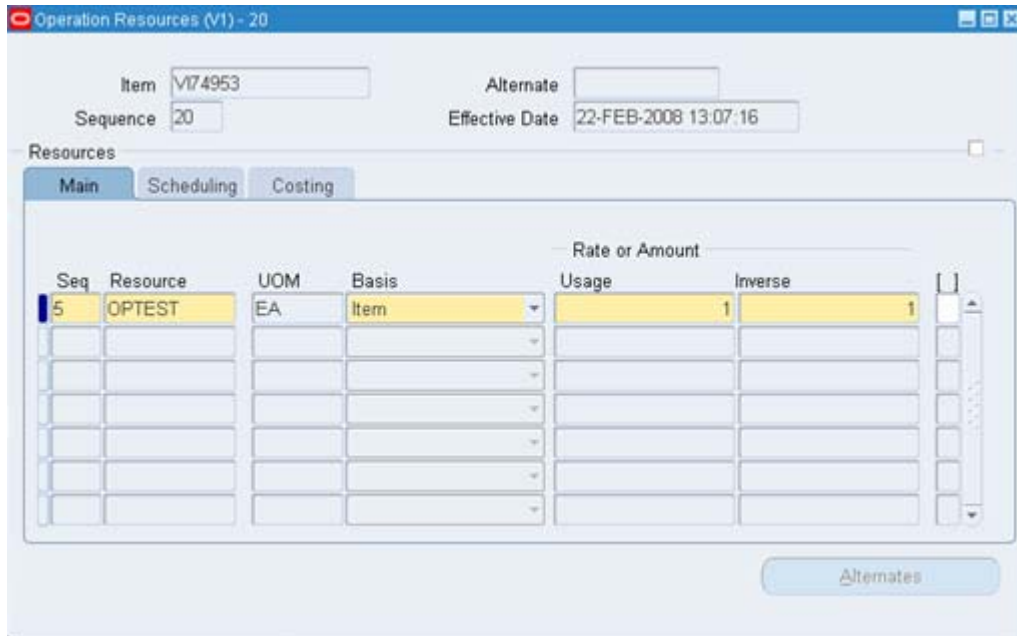 Operation Resources (V1) - 20
Item VI74953 Alternate
Sequence 20 Effective Date 22-FEB-2008 13:07:16
Resources
Main Scheduling Costing
Rate or Amount
Seq Resource UOM Basis Usage Inverse [ ]
5 OPTEST EA Item 1 1
Alternates